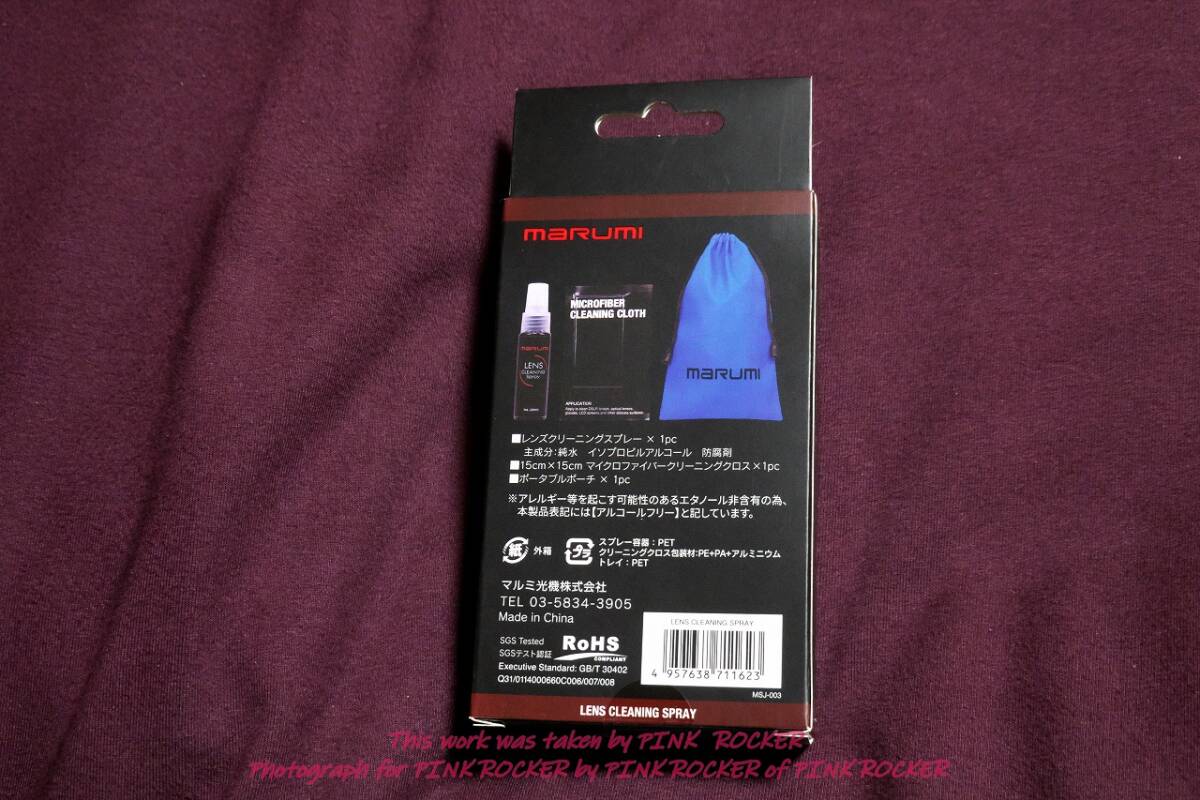 marumi
MICROFIBER
CLEANING CLOTH
marumi
LENS
CLEANING
SPRAY
marumi
APPLICATION
■レンズクリーニングスプレー × 1pc
主成分:純水 イソプロピルアルコール 防腐剤
■15cm×15cm マイクロファイバークリーニングクロス×1pc
■ポータブルポーチ × 1pc
※アレルギー等を起こす可能性のあるエタノール非含有の為、
本製品表記には【アルコールフリー】と記しています。
紙 外箱
プラ
スプレー容器：PET
クリーニングクロス包装材:PE+PA+アルミニウム
トレイ：PET
マルミ光機株式会社
TEL 03-5834-3905
Made in China
SGS Tested
SGSテスト認証
RoHS
COMPLIANT
Executive Standard: GB/T 30402
Q31/0114000660C006/007/008
LENS CLEANING SPRAY
4 957638 711623
MSJ-003
LENS CLEANING SPRAY
This work was taken by PINK ROCKER
Photograph for PINK ROCKER by PINK ROCKER of PINK ROCKER